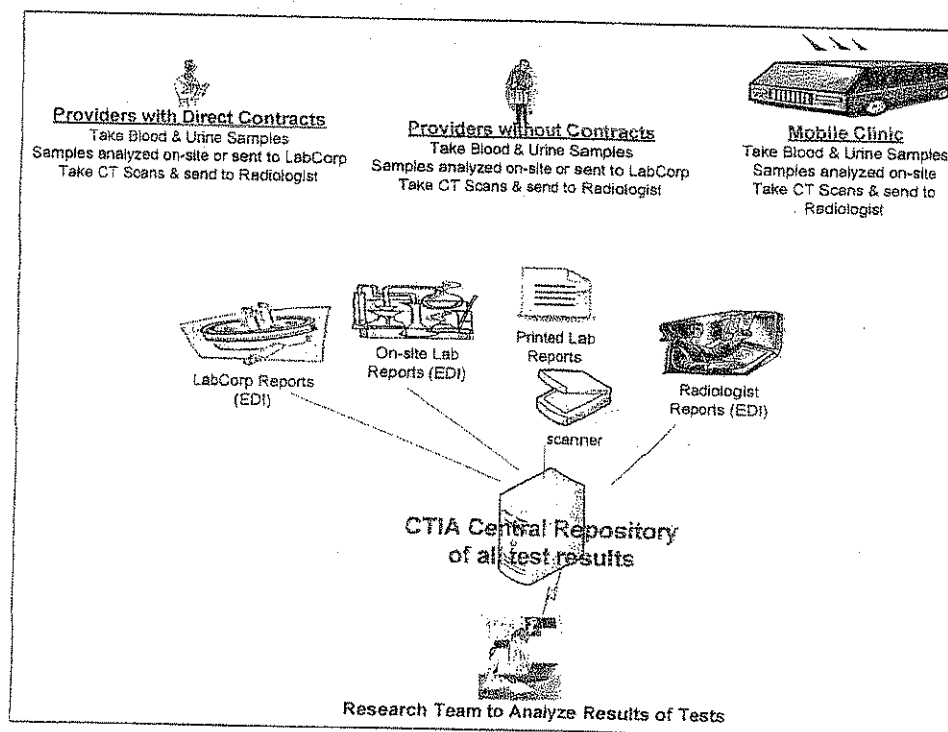 Providers with Direct Contracts
Take Blood & Urine Samples
Samples analyzed on-site or sent to LabCorp
Take CT Scans & send to Radiologist
Providers without Contracts
Take Blood & Urine Samples
Samples analyzed on-site or sent to LabCorp
Take CT Scans & send to Radiologist
Mobile Clinic
Take Blood & Urine Samples
Samples analyzed on-site
Take CT Scans & send to
Radiologist
LabCorp Reports
(EDI)
On-site Lab
Reports (EDI)
Printed Lab
Reports
scanner
Radiologist
Reports (EDI)
CTIA Central Repository
of all test results
Research Team to Analyze Results of Tests